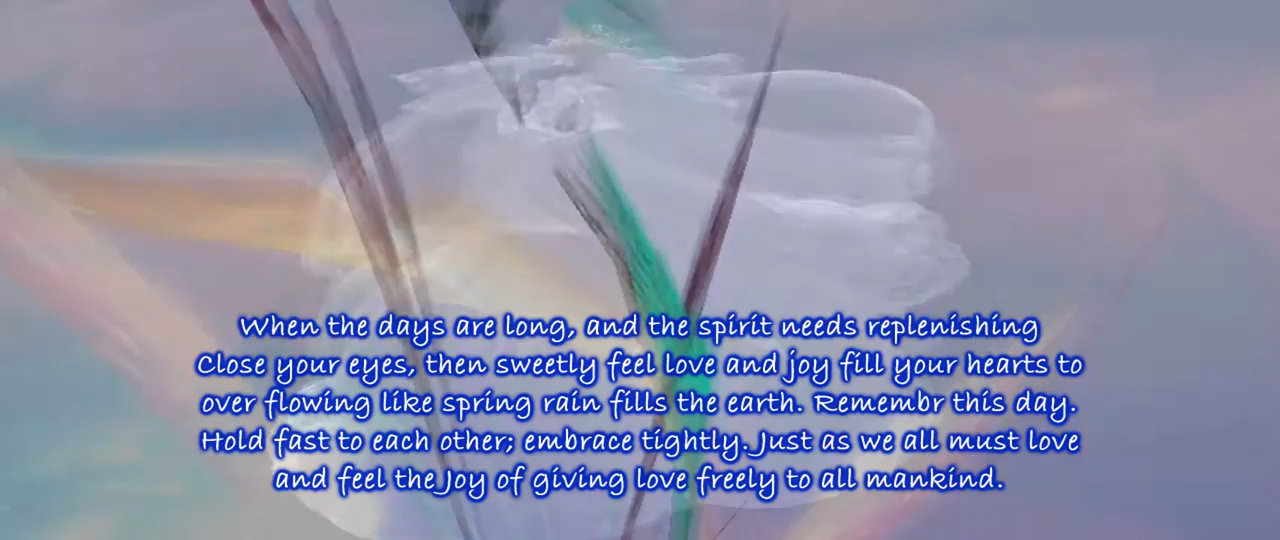 When the days are long, and the spirit needs replenishing
Close your eyes, then sweetly feel love and joy fill your hearts to
over flowing like spring rain fills the earth. Remembr this day.
Hold fast to each other; embrace tightly. Just as we all must love
and feel the Joy of giving love freely to all mankind.